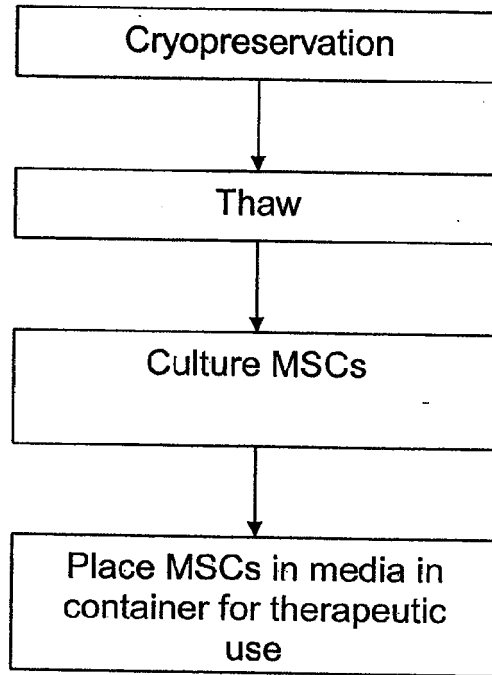 Cryopreservation
Thaw
Culture MSCs
Place MSCs in media in
container for therapeutic
use